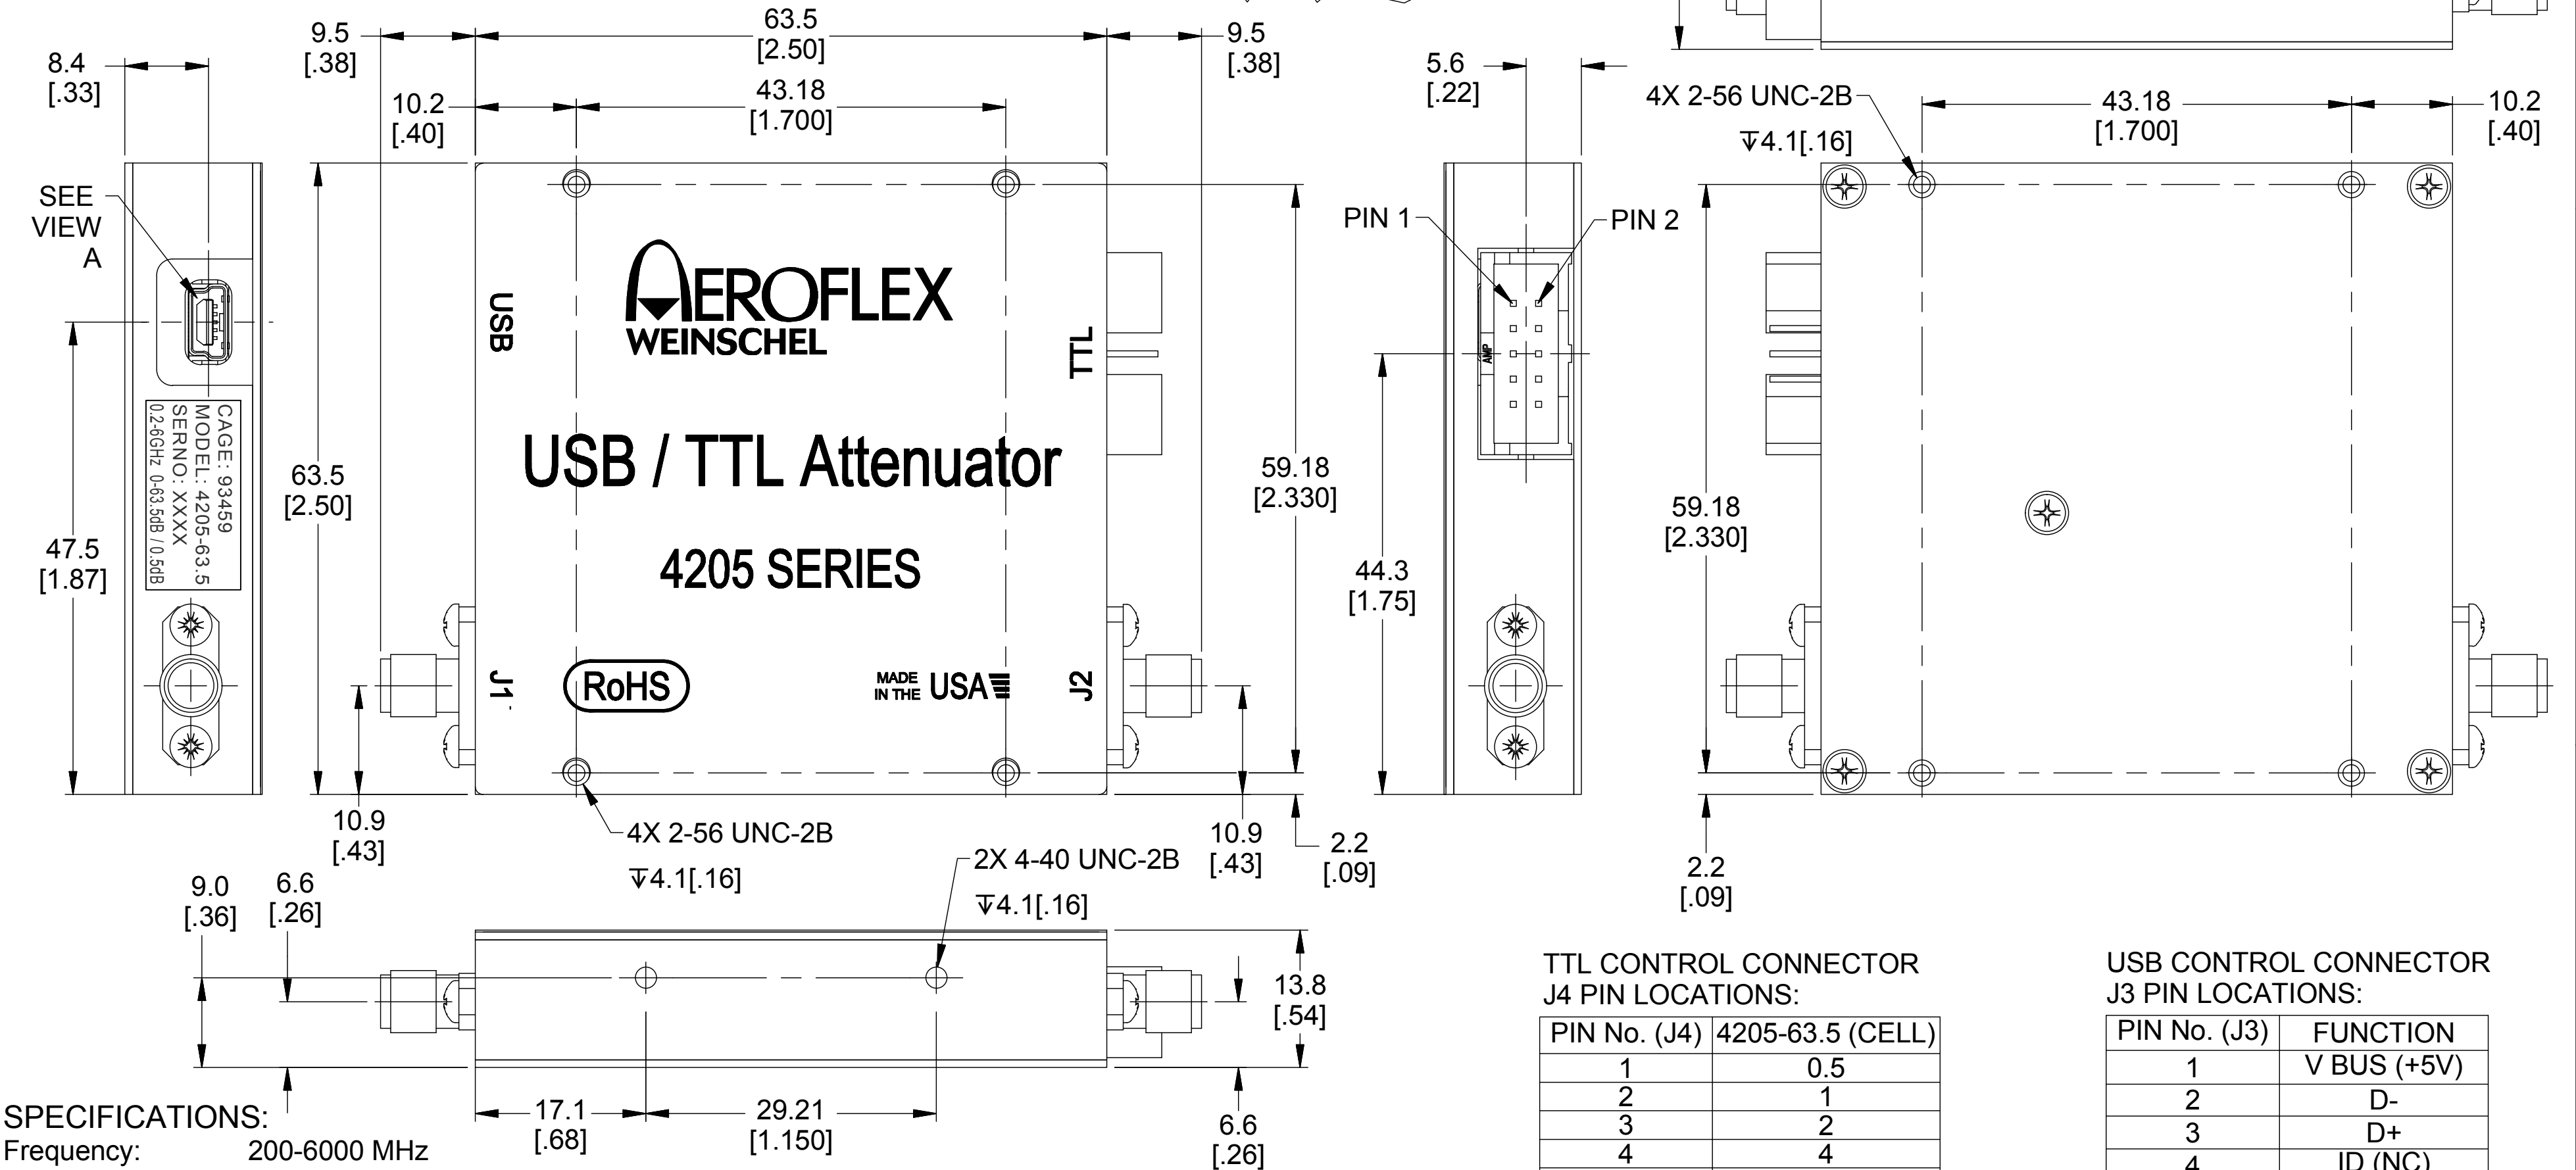 63.5
[2.50]
9.5
[.38]
9.5
[.38]
8.4
[.33]
10.2
[.40]
43.18
[1.700]
5.6
[.22]
4X 2-56 UNC-2B
↧4.1[.16]
43.18
[1.700]
10.2
[.40]
SEE
VIEW
A
CAGE: 93459
MODEL: 4205-63.5
SERNO: XXXX
0.2-6GHz 0-63.5dB / 0.5dB
47.5
[1.87]
63.5
[2.50]
USB
AEROFLEX
WEINSCHEL
TTL
USB / TTL Attenuator
4205 SERIES
J1
RoHS
MADE
IN THE USA
J2
59.18
[2.330]
PIN 1
PIN 2
AMP
44.3
[1.75]
59.18
[2.330]
10.9
[.43]
4X 2-56 UNC-2B
↧4.1[.16]
2X 4-40 UNC-2B
↧4.1[.16]
10.9
[.43]
2.2
[.09]
2.2
[.09]
9.0
[.36]
6.6
[.26]
13.8
[.54]
17.1
[.68]
29.21
[1.150]
6.6
[.26]
SPECIFICATIONS:
Frequency: 200-6000 MHz
TTL CONTROL CONNECTOR
J4 PIN LOCATIONS:
PIN No. (J4) 4205-63.5 (CELL)
1 0.5
2 1
3 2
4 4
USB CONTROL CONNECTOR
J3 PIN LOCATIONS:
PIN No. (J3) FUNCTION
1 V BUS (+5V)
2 D-
3 D+
4 ID (NC)